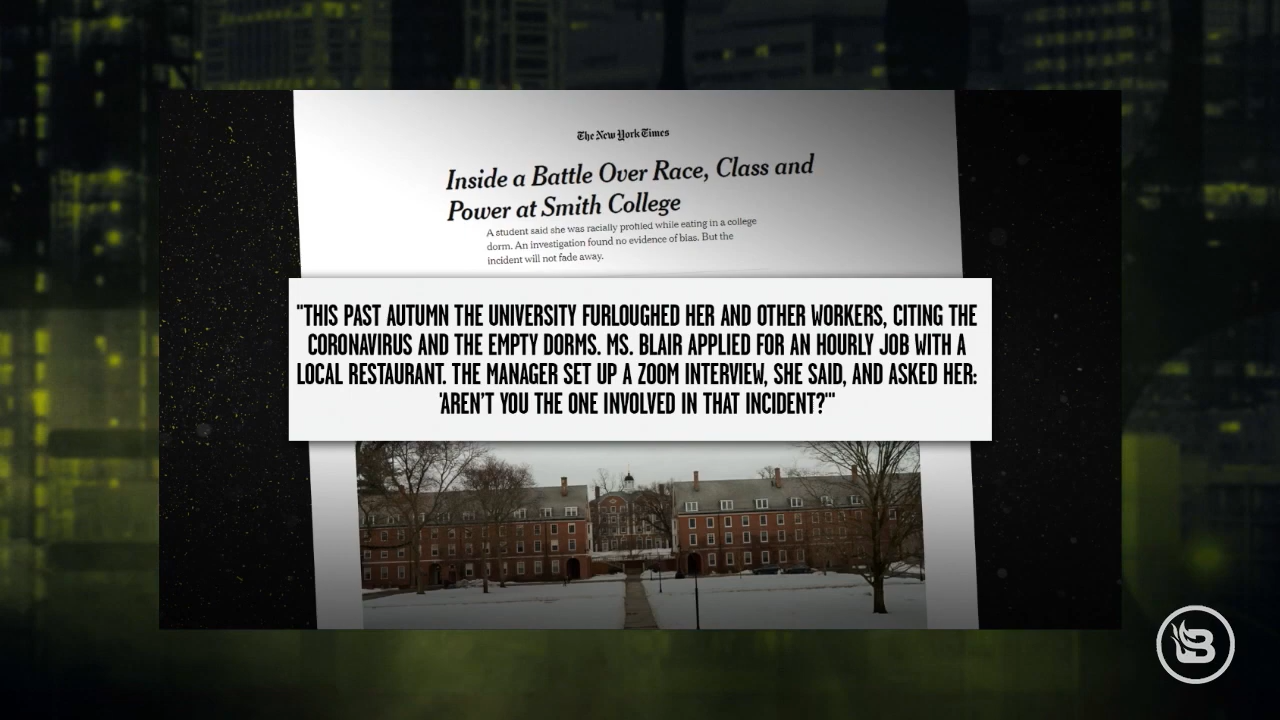 The New York Times
Inside a Battle Over Race, Class and
Power at Smith College
A student said she was racially profiled while eating in a college
dorm. An investigation found no evidence of bias. But the
incident will not fade away.
"THIS PAST AUTUMN THE UNIVERSITY FURLOUGHED HER AND OTHER WORKERS, CITING THE
CORONAVIRUS AND THE EMPTY DORMS. MS. BLAIR APPLIED FOR AN HOURLY JOB WITH A
LOCAL RESTAURANT. THE MANAGER SET UP A ZOOM INTERVIEW, SHE SAID, AND ASKED HER:
'AREN'T YOU THE ONE INVOLVED IN THAT INCIDENT?'"
B